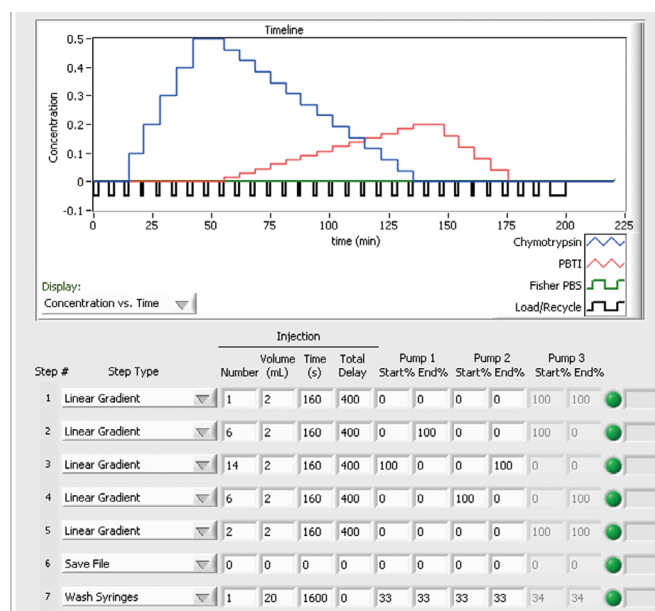 Timeline
0.5
0.4
0.3
0.2
0.1
0
-0.1
Concentration
0 25 50 75 100 125 150 175 200 225
time (min)
Chymotrypsin
PBTI
Fisher PBS
Load/Recycle
Display:
Concentration vs. Time
Injection
Step # Step Type Number Volume (mL) Time (s) Total Delay Pump 1 Start% End% Pump 2 Start% End% Pump 3 Start% End%
1 Linear Gradient 1 2 160 400 0 0 0 0 100 100
2 Linear Gradient 6 2 160 400 0 100 0 0 100 0
3 Linear Gradient 14 2 160 400 100 0 0 100 0 0
4 Linear Gradient 6 2 160 400 0 0 100 0 0 100
5 Linear Gradient 2 2 160 400 0 0 0 0 100 100
6 Save File 0 0 0 0 0 0 0 0 0 0
7 Wash Syringes 1 20 1600 0 33 33 33 33 34 34